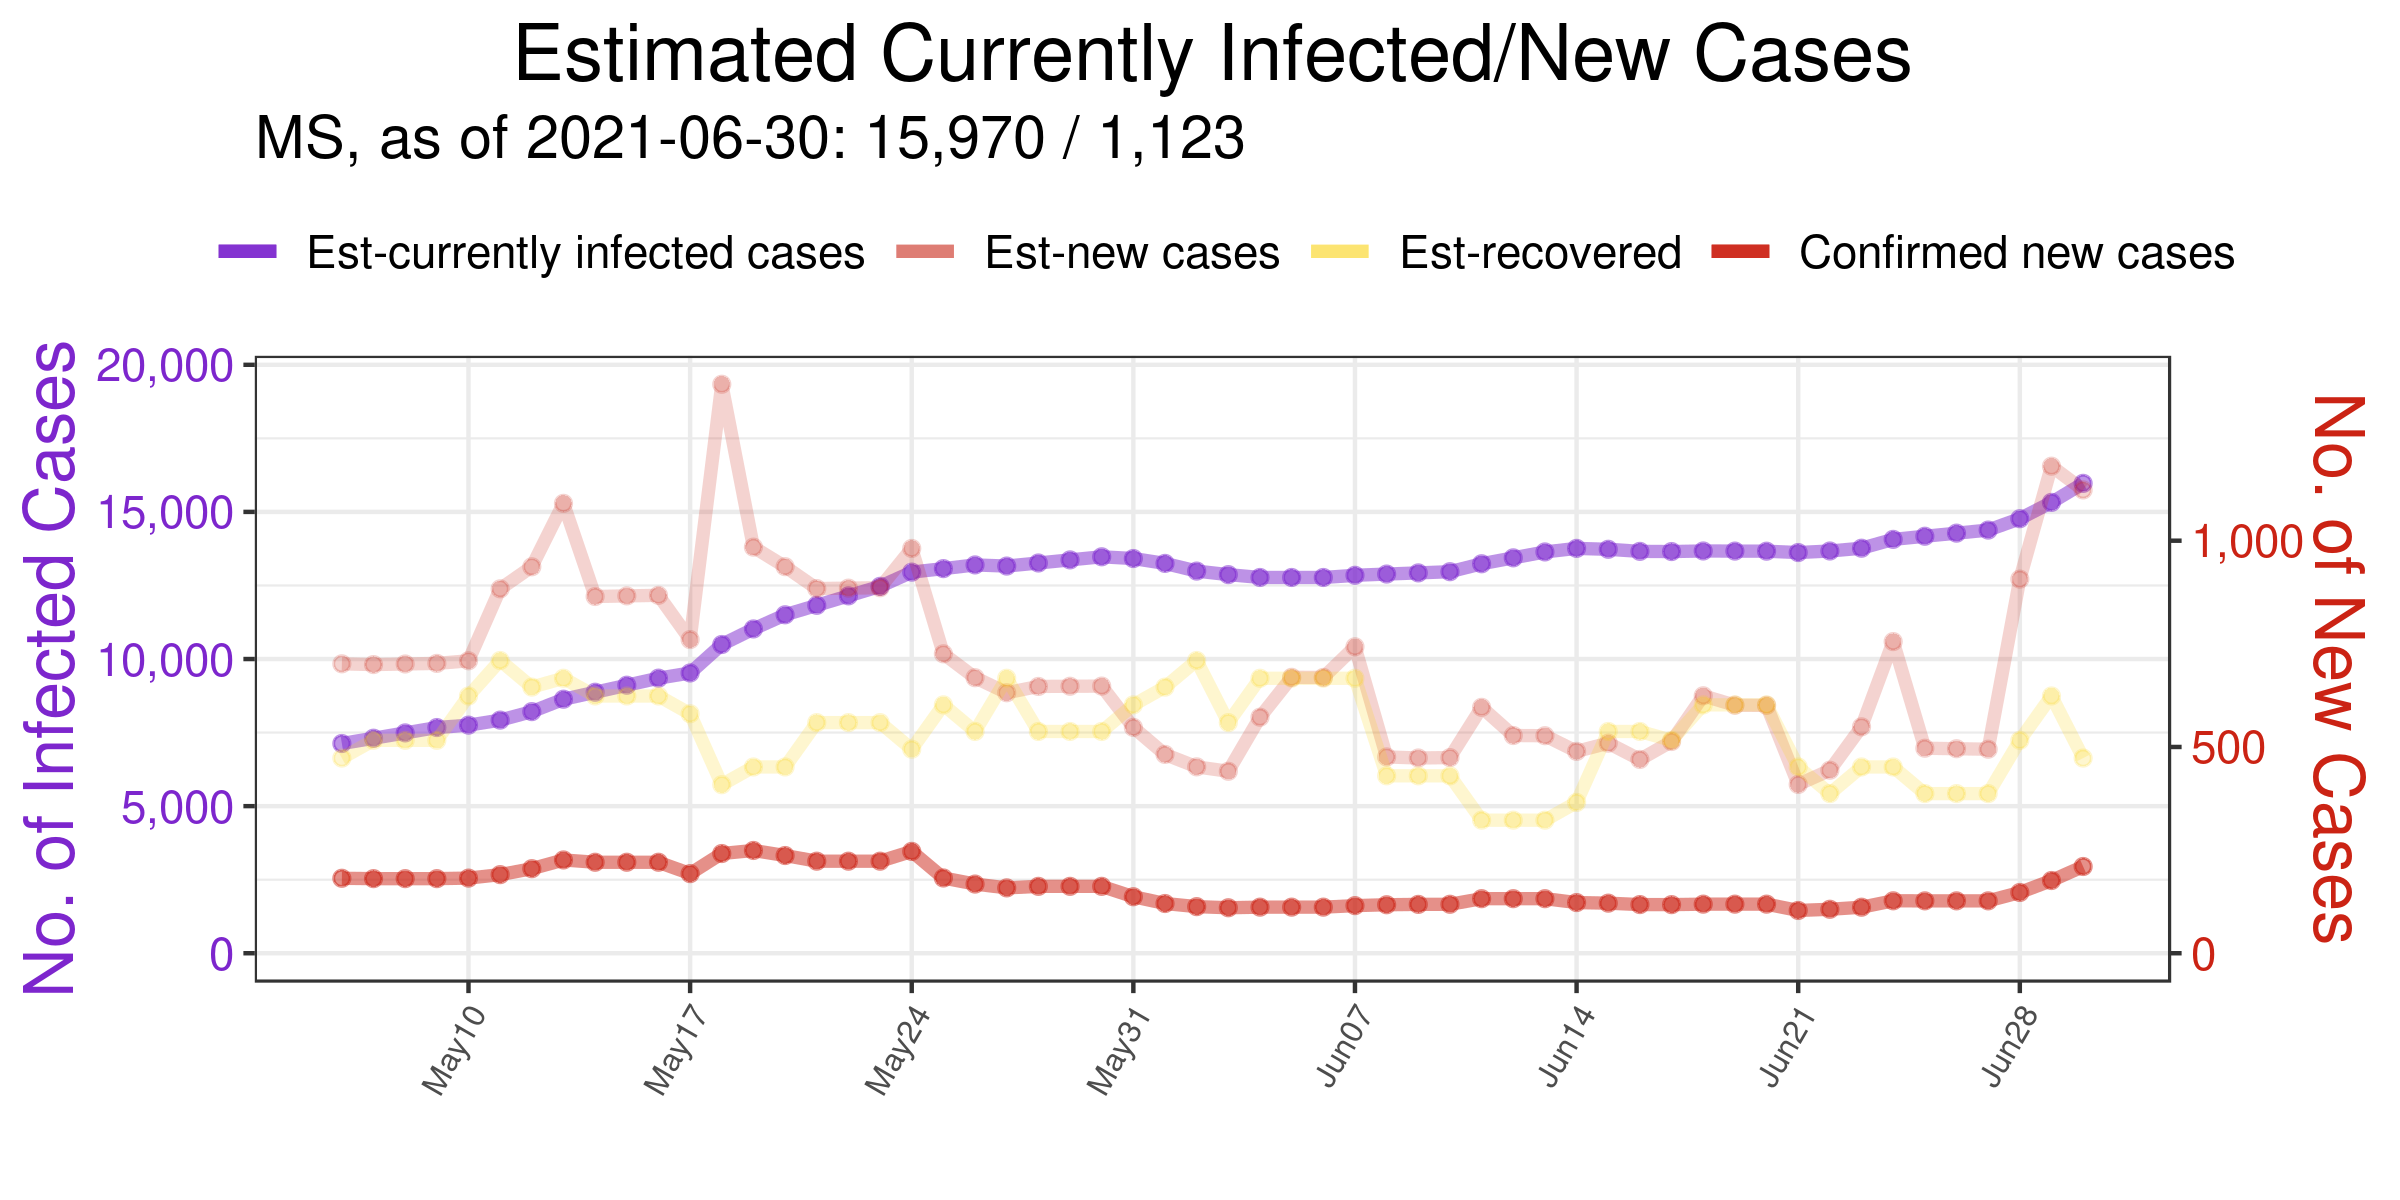 Estimated Currently Infected/New Cases
MS, as of 2021-06-30: 15,970 / 1,123
Est-currently infected cases Est-new cases Est-recovered Confirmed new cases
No. of Infected Cases
20,000
15,000
10,000
5,000
0
1,000
500
0
No. of New Cases
May10 May17 May24 May31 Jun07 Jun14 Jun21 Jun28